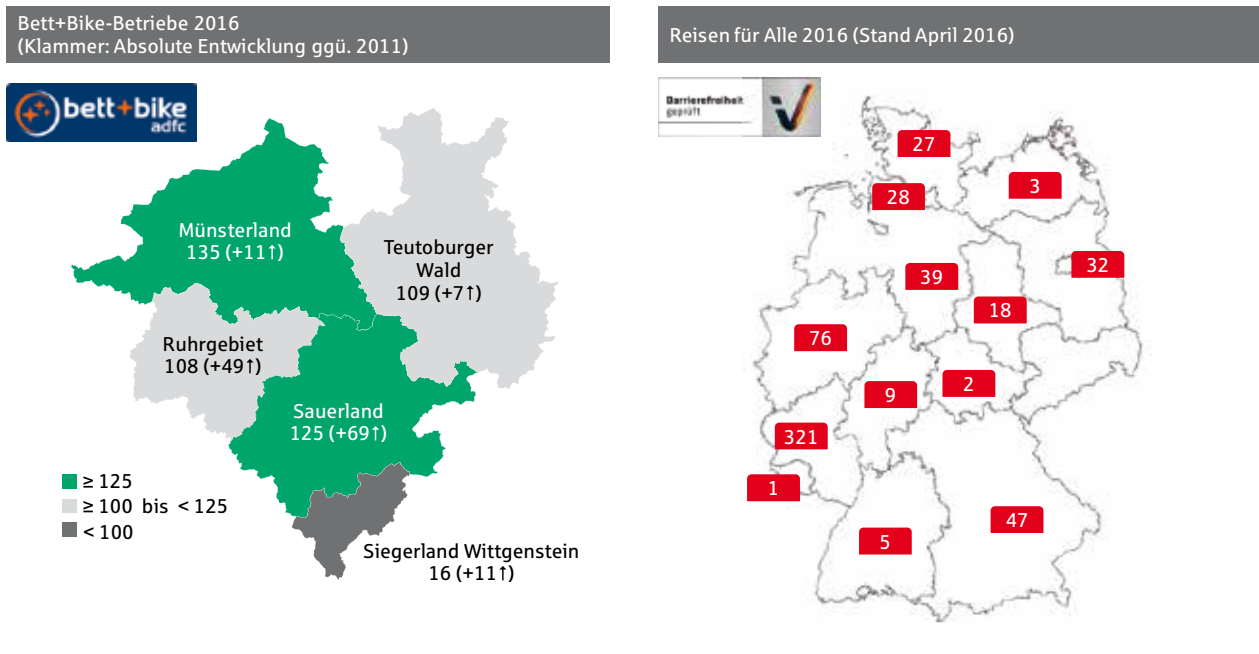 Bett+Bike-Betriebe 2016
(Klammer: Absolute Entwicklung ggü. 2011)
bett+bike
adfc
Münsterland
135 (+11↑)
Teutoburger
Wald
109 (+7↑)
Ruhrgebiet
108 (+49↑)
Sauerland
125 (+69↑)
≥ 125
≥ 100 bis < 125
< 100
Siegerland Wittgenstein
16 (+11↑)
Reisen für Alle 2016 (Stand April 2016)
Barrierefreiheit
geprüft
27
28
3
32
39
18
76
2
9
321
1
47
5